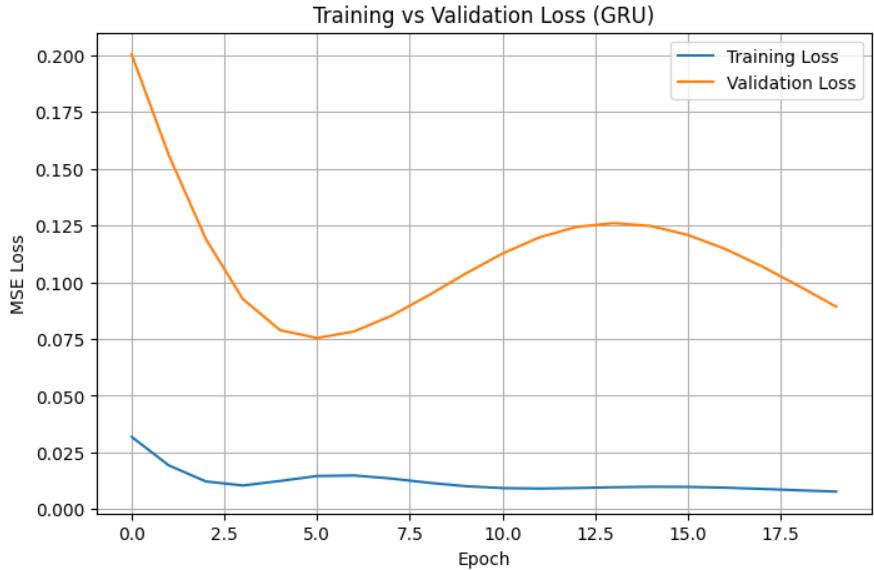 Training vs Validation Loss (GRU)
Training Loss
Validation Loss
MSE Loss
0.200
0.175
0.150
0.125
0.100
0.075
0.050
0.025
0.000
0.0 2.5 5.0 7.5 10.0 12.5 15.0 17.5
Epoch